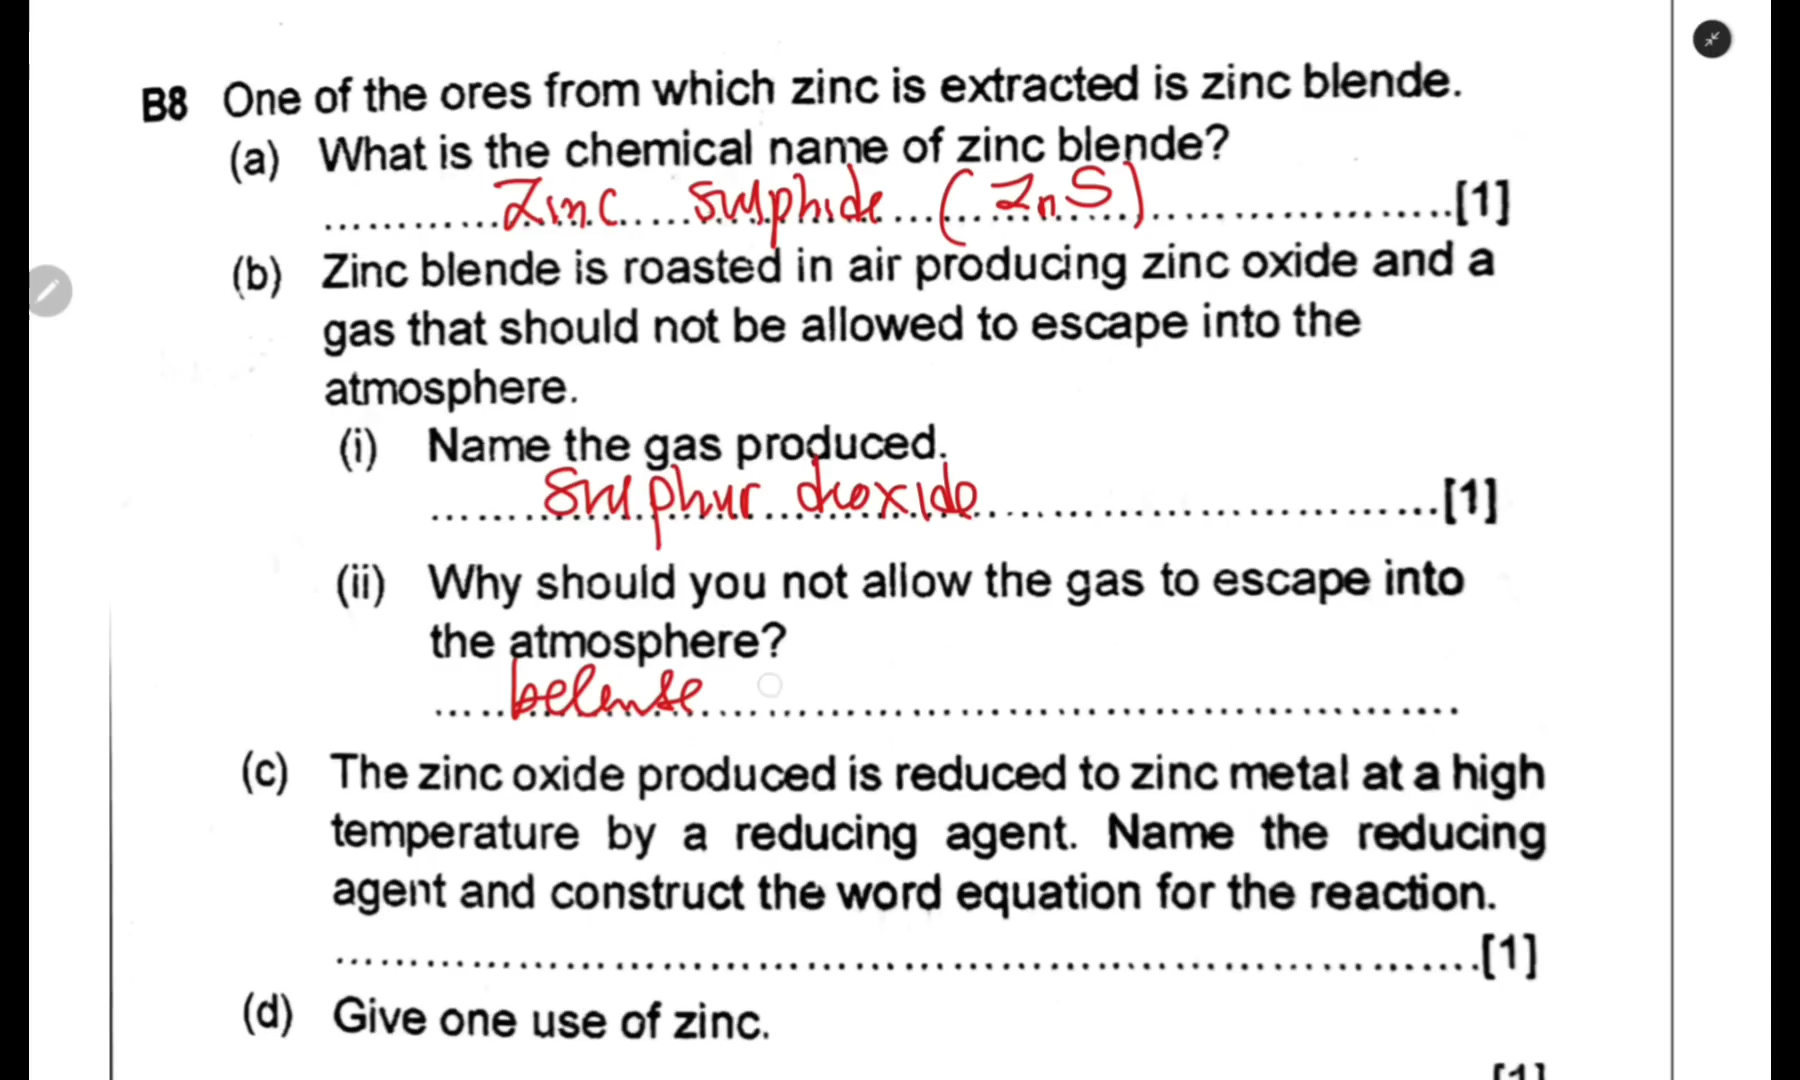 B8 One of the ores from which zinc is extracted is zinc blende.
(a) What is the chemical name of zinc blende?
Zinc sulphide (ZnS) [1]
(b) Zinc blende is roasted in air producing zinc oxide and a
gas that should not be allowed to escape into the
atmosphere.
(i) Name the gas produced.
Sulphur dioxide [1]
(ii) Why should you not allow the gas to escape into
the atmosphere?
(c) The zinc oxide produced is reduced to zinc metal at a high
temperature by a reducing agent. Name the reducing
agent and construct the word equation for the reaction.
[1]
(d) Give one use of zinc.
[1]